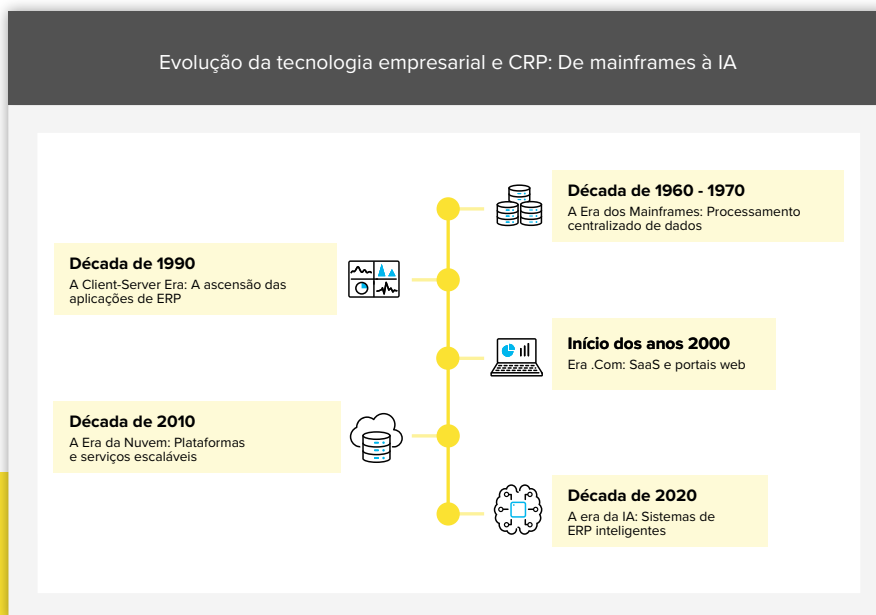 Evolução da tecnologia empresarial e CRP: De mainframes à IA
Década de 1960 - 1970
A Era dos Mainframes: Processamento
centralizado de dados
Década de 1990
A Client-Server Era: A ascensão das
aplicações de ERP
Início dos anos 2000
Era .Com: SaaS e portais web
Década de 2010
A Era da Nuvem: Plataformas
e serviços escaláveis
Década de 2020
A era da IA: Sistemas de
ERP inteligentes